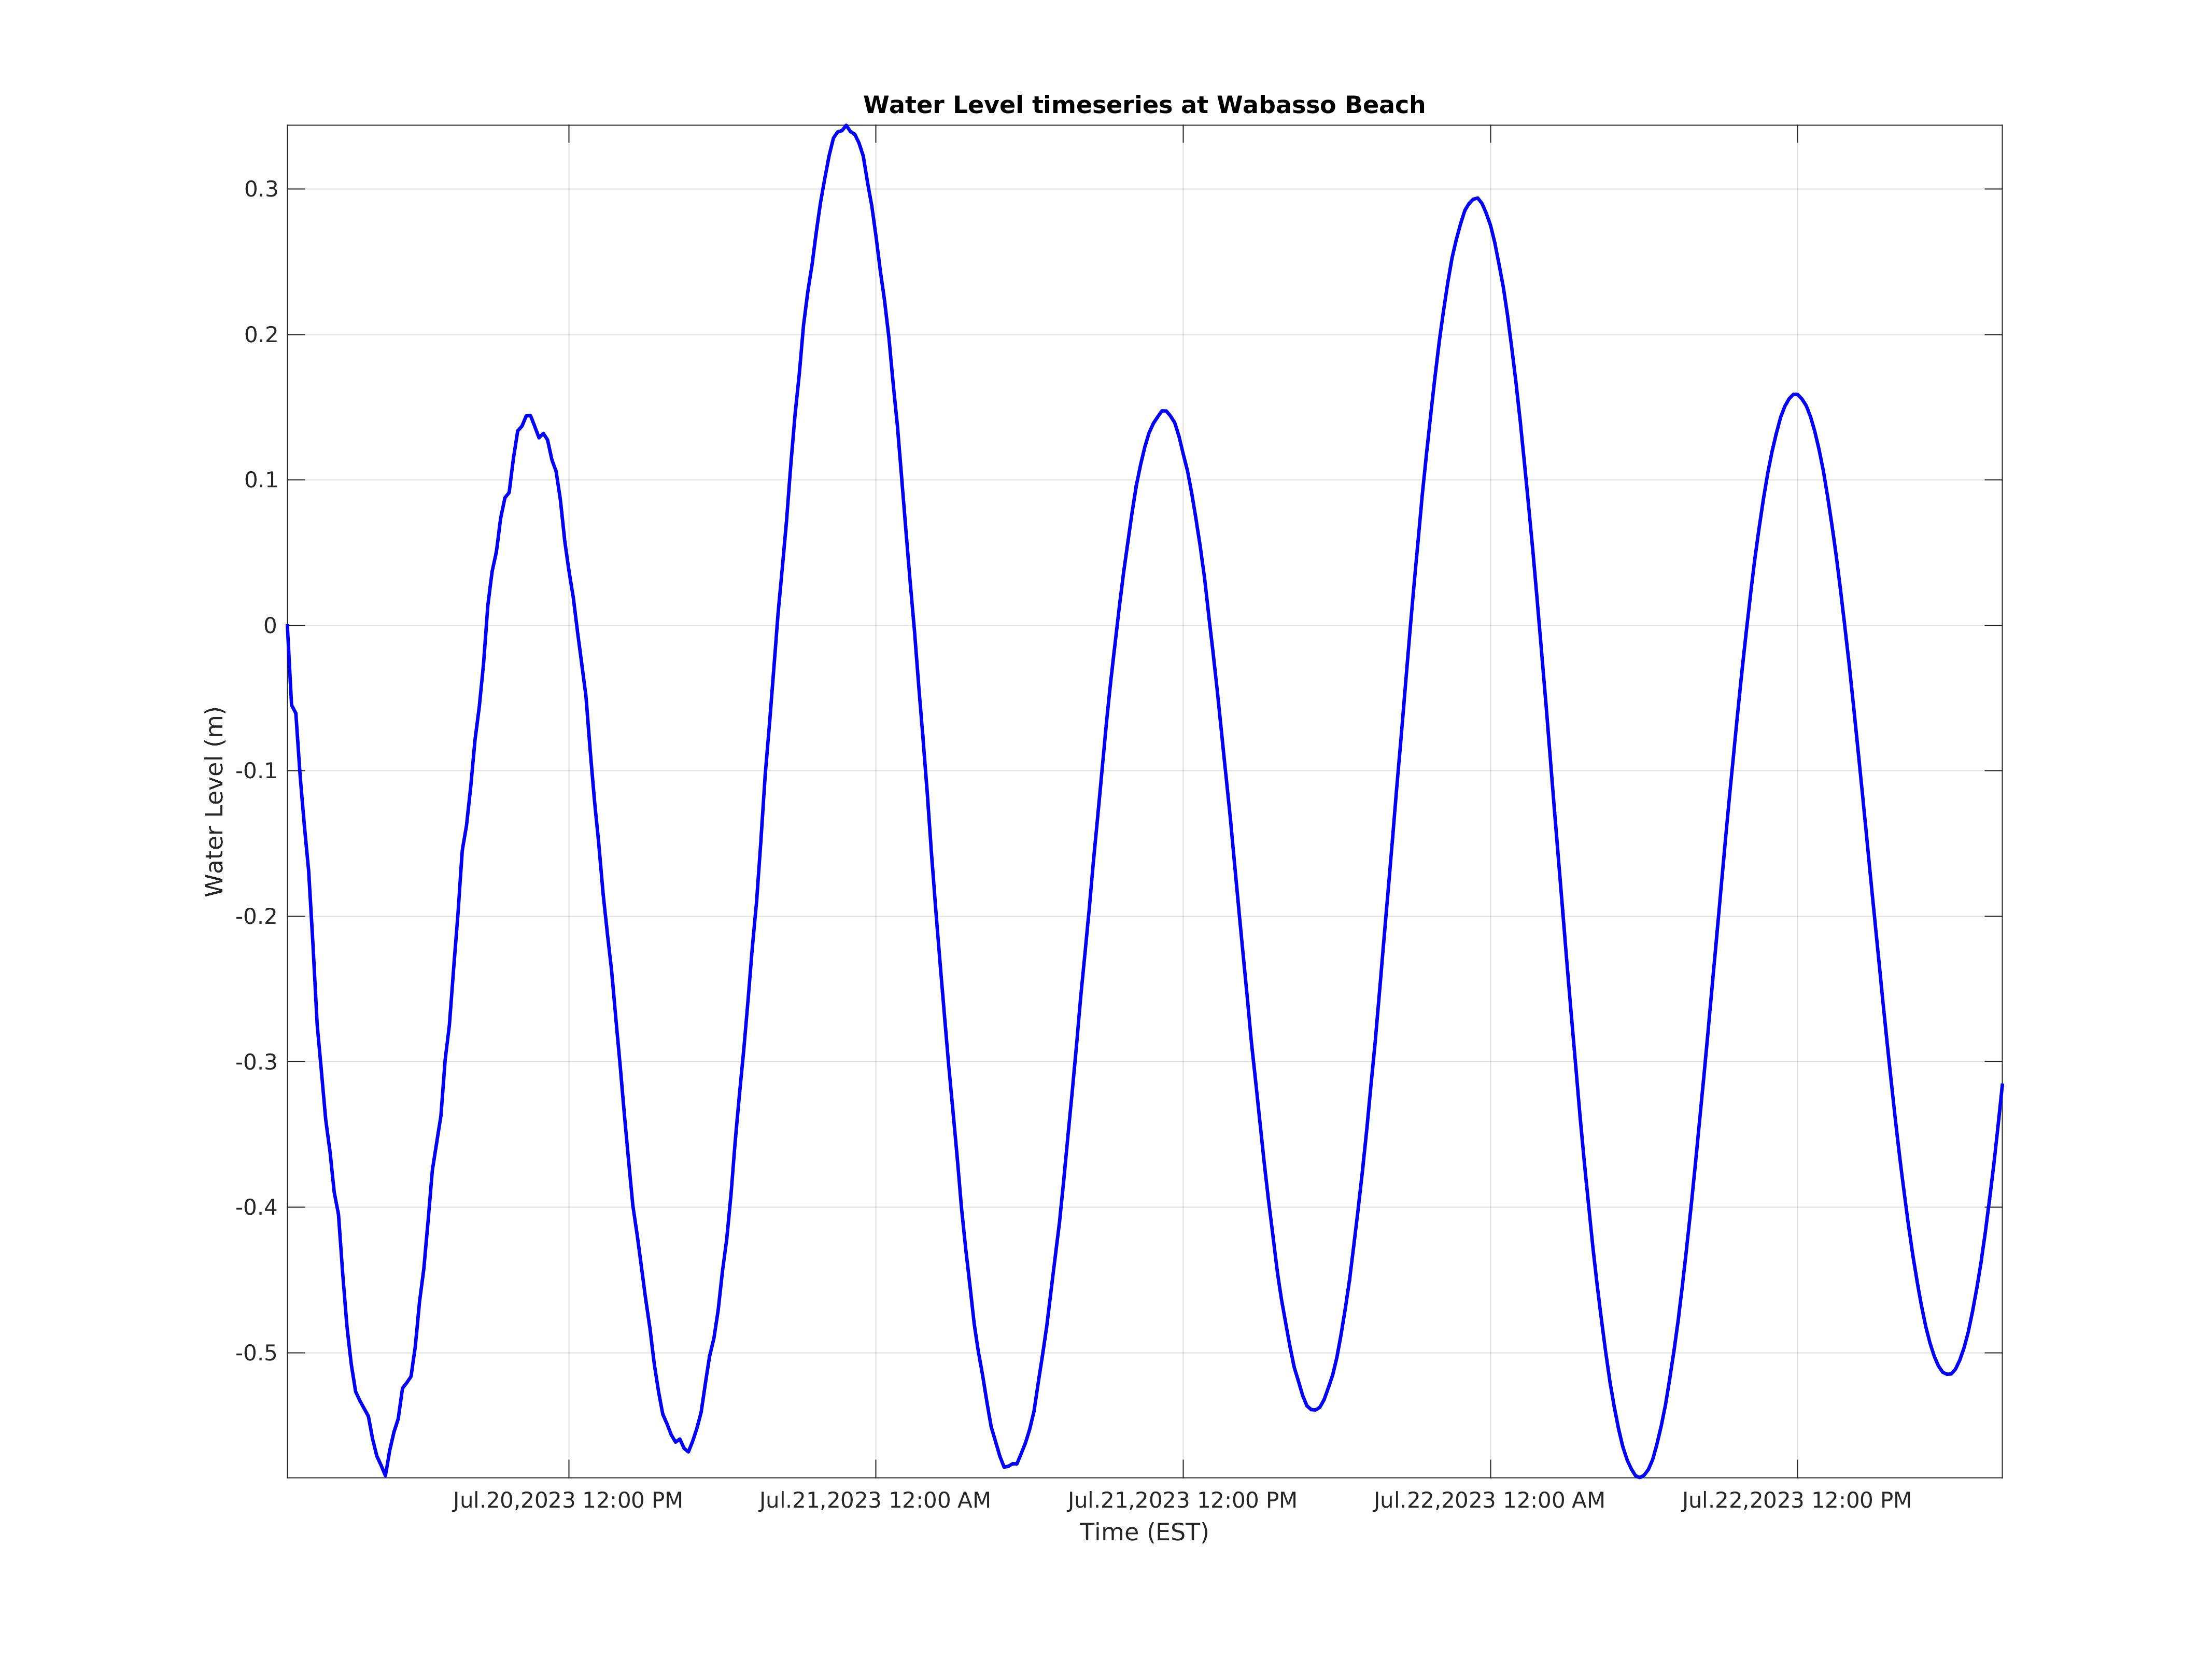 Water Level timeseries at Wabasso Beach
0.3
0.2
0.1
0
-0.1
-0.2
-0.3
-0.4
-0.5
Water Level (m)
Jul.20,2023 12:00 PM
Jul.21,2023 12:00 AM
Jul.21,2023 12:00 PM
Jul.22,2023 12:00 AM
Jul.22,2023 12:00 PM
Time (EST)